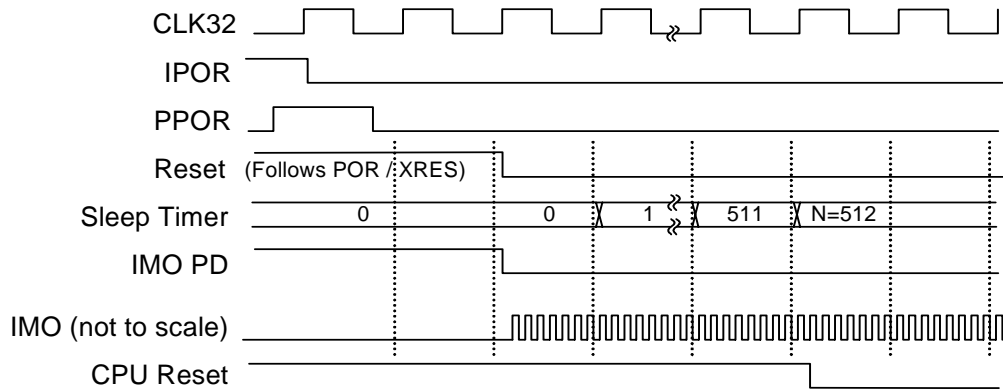 CLK32
IPOR
PPOR
Reset (Follows POR / XRES)
Sleep Timer 0 0 1 511 N=512
IMO PD
IMO (not to scale)
CPU Reset